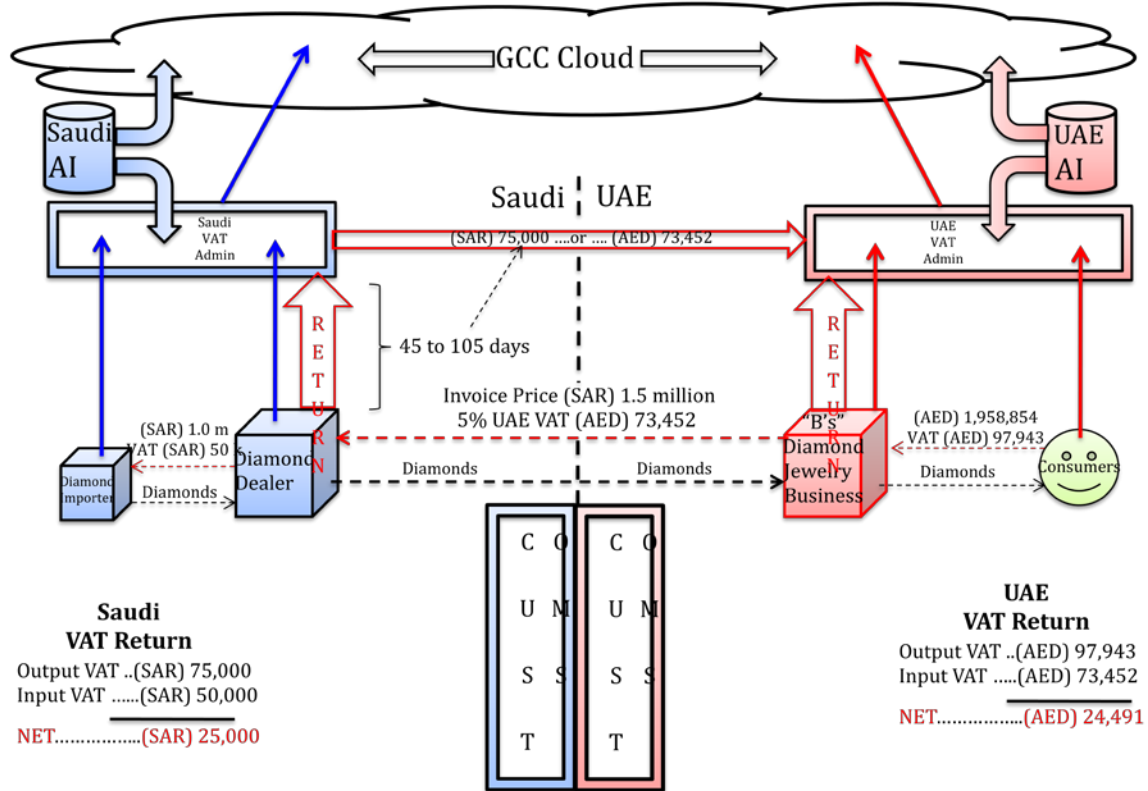 GCC Cloud
Saudi
AI
UAE
AI
Saudi
UAE
Saudi
VAT
Admin
(SAR) 75,000 ....or .... (AED) 73,452
UAE
VAT
Admin
RETURN
45 to 105 days
RETURN
Invoice Price (SAR) 1.5 million
5% UAE VAT (AED) 73,452
(SAR) 1.0 m
VAT (SAR) 50 k
Diamond
Importer
Diamonds
Diamond
Dealer
Diamonds
Diamonds
"B's"
Diamond
Jewelry
Business
(AED) 1,958,854
VAT (AED) 97,943
Diamonds
Consumers
CUSTOMS
CUSTOMS
Saudi
VAT Return
Output VAT ..(SAR) 75,000
Input VAT ......(SAR) 50,000
NET.................(SAR) 25,000
UAE
VAT Return
Output VAT ..(AED) 97,943
Input VAT .....(AED) 73,452
NET.................(AED) 24,491